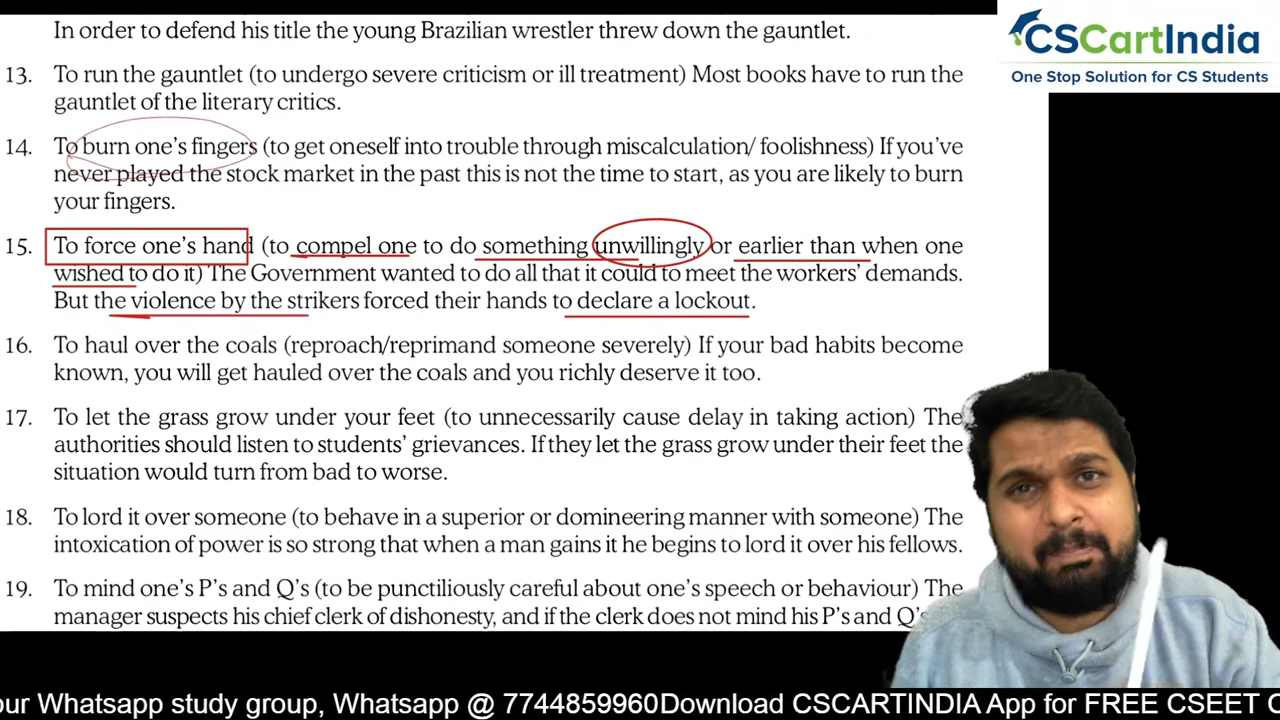 In order to defend his title the young Brazilian wrestler threw down the gauntlet.
CSCartIndia
One Stop Solution for CS Students
13. To run the gauntlet (to undergo severe criticism or ill treatment) Most books have to run the
gauntlet of the literary critics.
14. To burn one's fingers (to get oneself into trouble through miscalculation/ foolishness) If you've
never played the stock market in the past this is not the time to start, as you are likely to burn
your fingers.
15. To force one's hand (to compel one to do something unwillingly or earlier than when one
wished to do it) The Government wanted to do all that it could to meet the workers' demands.
But the violence by the strikers forced their hands to declare a lockout.
16. To haul over the coals (reproach/reprimand someone severely) If your bad habits become
known, you will get hauled over the coals and you richly deserve it too.
17. To let the grass grow under your feet (to unnecessarily cause delay in taking action) The
authorities should listen to students' grievances. If they let the grass grow under their feet the
situation would turn from bad to worse.
18. To lord it over someone (to behave in a superior or domineering manner with someone) The
intoxication of power is so strong that when a man gains it he begins to lord it over his fellows.
19. To mind one's P's and Q's (to be punctiliously careful about one's speech or behaviour) The
manager suspects his chief clerk of dishonesty, and if the clerk does not mind his P's and Q's
our Whatsapp study group, Whatsapp @ 7744859960Download CSCARTINDIA App for FREE CSEET